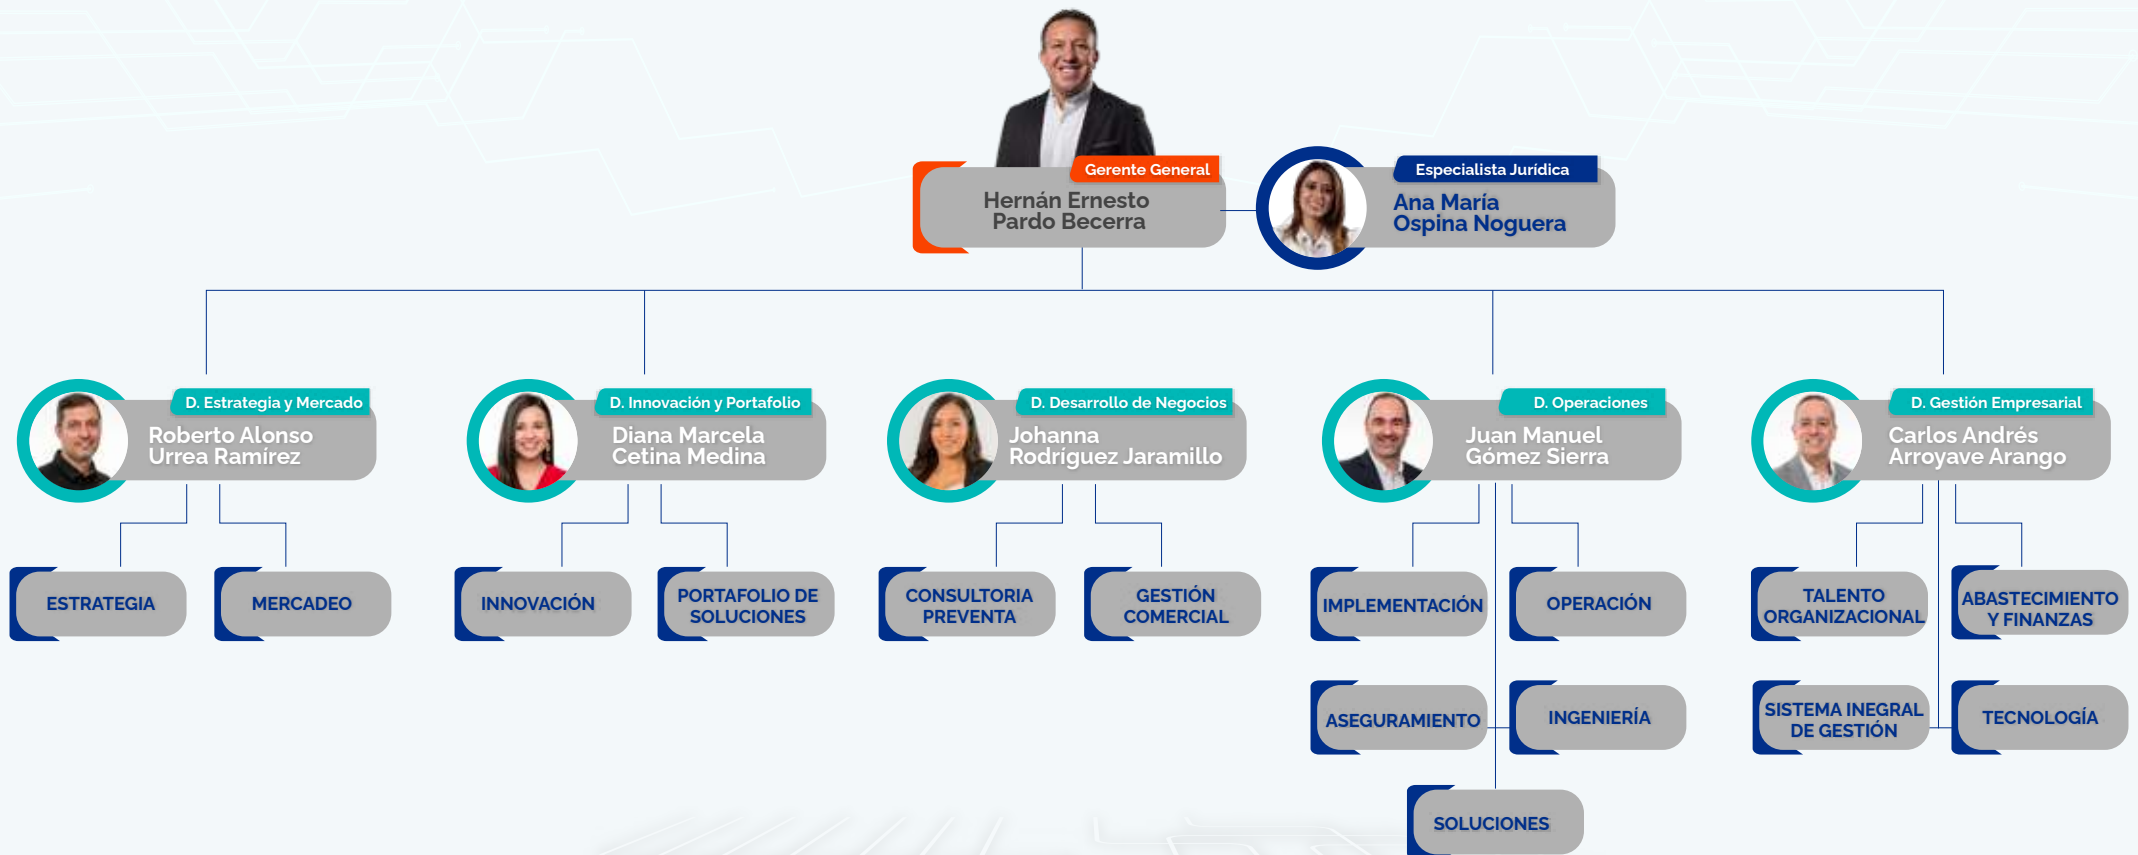 Gerente General
Hernán Ernesto
Pardo Becerra
Especialista Jurídica
Ana María
Ospina Noguera
D. Estrategia y Mercado
Roberto Alonso
Urrea Ramírez
D. Innovación y Portafolio
Diana Marcela
Cetina Medina
D. Desarrollo de Negocios
Johanna
Rodríguez Jaramillo
D. Operaciones
Juan Manuel
Gómez Sierra
D. Gestión Empresarial
Carlos Andrés
Arroyave Arango
ESTRATEGIA
MERCADEO
INNOVACIÓN
PORTAFOLIO DE
SOLUCIONES
CONSULTORIA
PREVENTA
GESTIÓN
COMERCIAL
IMPLEMENTACIÓN
OPERACIÓN
TALENTO
ORGANIZACIONAL
ABASTECIMIENTO
Y FINANZAS
ASEGURAMIENTO
INGENIERÍA
SISTEMA INEGRAL
DE GESTIÓN
TECNOLOGÍA
SOLUCIONES